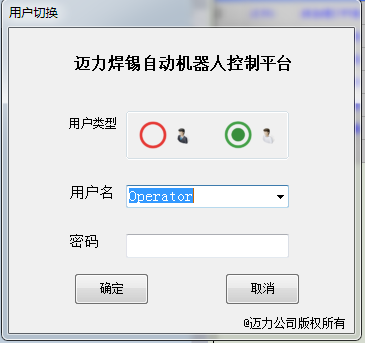 用户切换
迈力焊锡自动机器人控制平台
用户类型
用户名 Operator
密码
确定 取消
@迈力公司版权所有